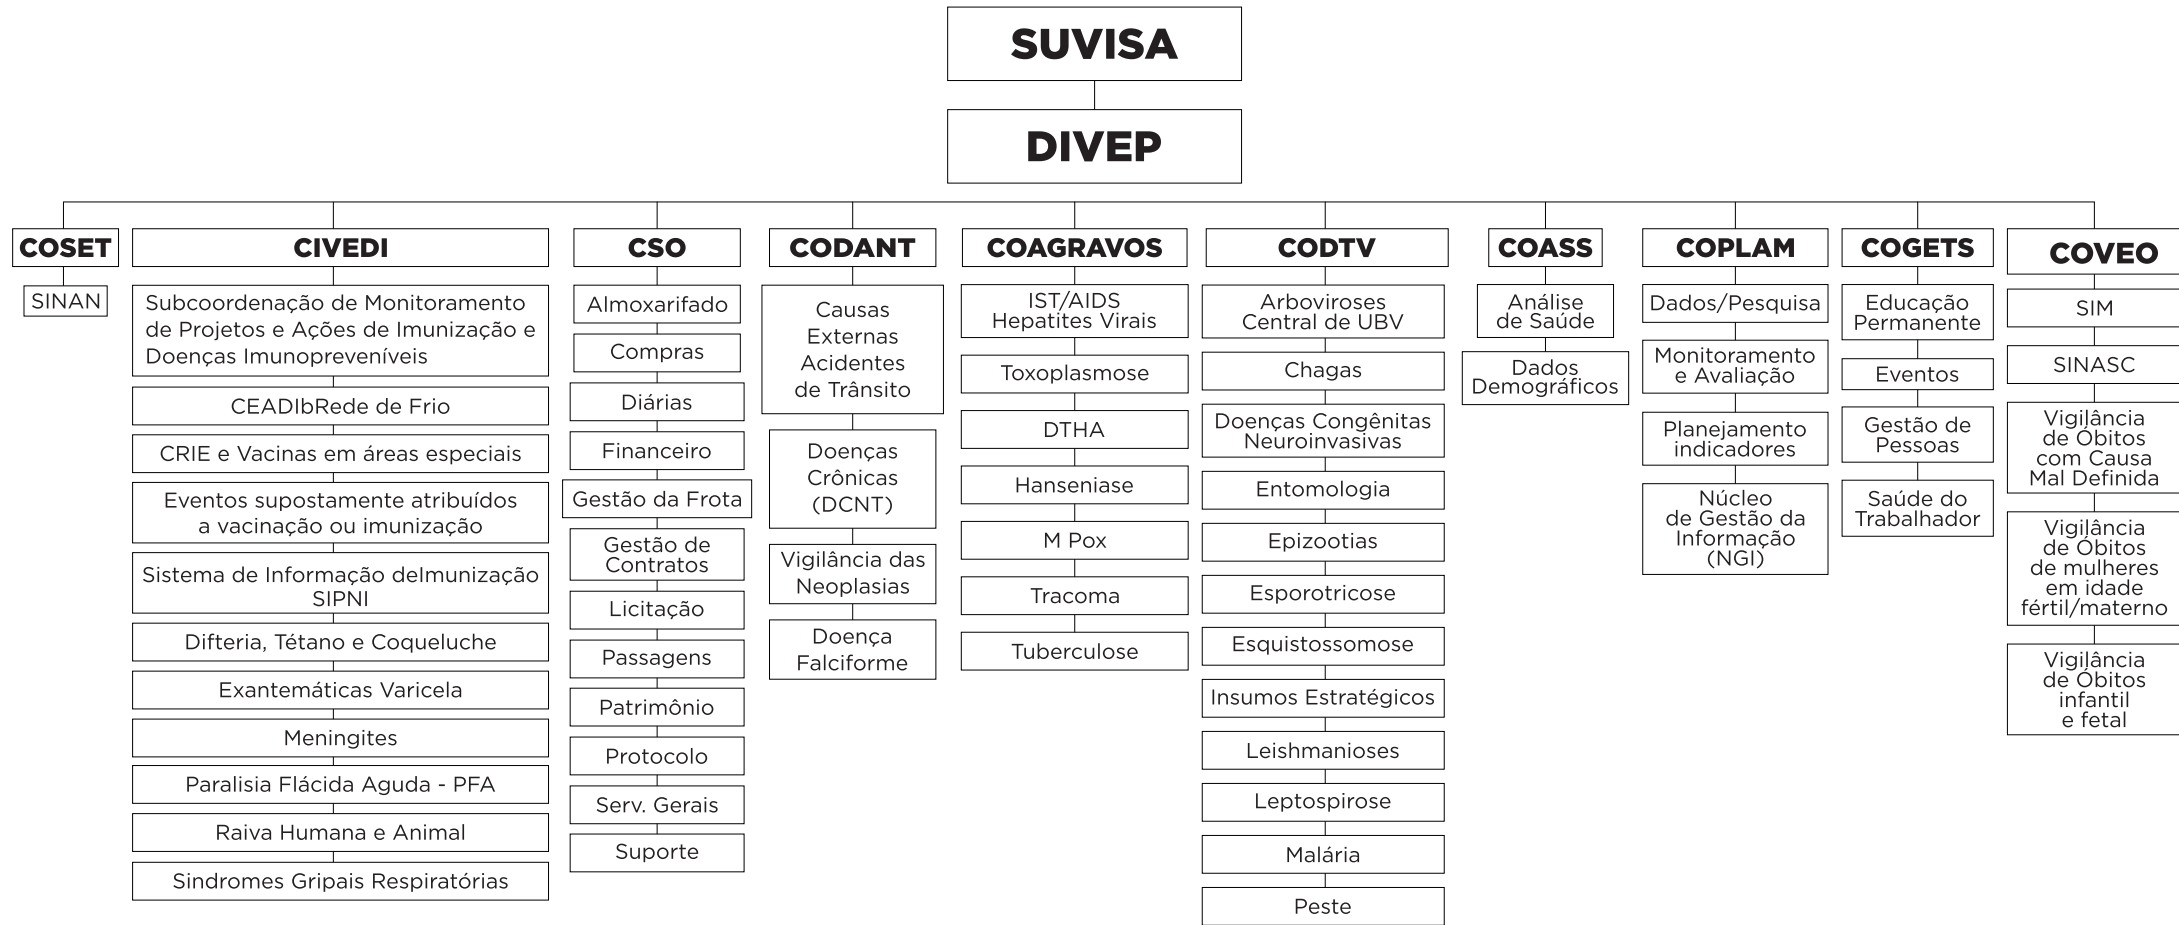 SUVISA
DIVEP
COSET
SINAN
CIVEDI
Subcoordenação de Monitoramento
de Projetos e Ações de Imunização e
Doenças Imunopreveníveis
CEADIbRede de Frio
CRIE e Vacinas em áreas especiais
Eventos supostamente atribuídos
a vacinação ou imunização
Sistema de Informação deImunização
SIPNI
Difteria, Tétano e Coqueluche
Exantemáticas Varicela
Meningites
Paralisia Flácida Aguda - PFA
Raiva Humana e Animal
Sindromes Gripais Respiratórias
CSO
Almoxarifado
Compras
Diárias
Financeiro
Gestão da Frota
Gestão de
Contratos
Licitação
Passagens
Patrimônio
Protocolo
Serv. Gerais
Suporte
CODANT
Causas
Externas
Acidentes
de Trânsito
Doenças
Crônicas
(DCNT)
Vigilância das
Neoplasias
Doença
Falciforme
COAGRAVOS
IST/AIDS
Hepatites Virais
Toxoplasmose
DTHA
Hanseniase
M Pox
Tracoma
Tuberculose
CODTV
Arboviroses
Central de UBV
Chagas
Doenças Congênitas
Neuroinvasivas
Entomologia
Epizootias
Esporotricose
Esquistossomose
Insumos Estratégicos
Leishmanioses
Leptospirose
Malária
Peste
COASS
Análise
de Saúde
Dados
Demográficos
COPLAM
Dados/Pesquisa
Monitoramento
e Avaliação
Planejamento
indicadores
Núcleo
de Gestão da
Informação
(NGI)
COGETS
Educação
Permanente
Eventos
Gestão de
Pessoas
Saúde do
Trabalhador
COVEO
SIM
SINASC
Vigilância
de Óbitos
com Causa
Mal Definida
Vigilância
de Óbitos
de mulheres
em idade
fértil/materno
Vigilância
de Óbitos
infantil
e fetal